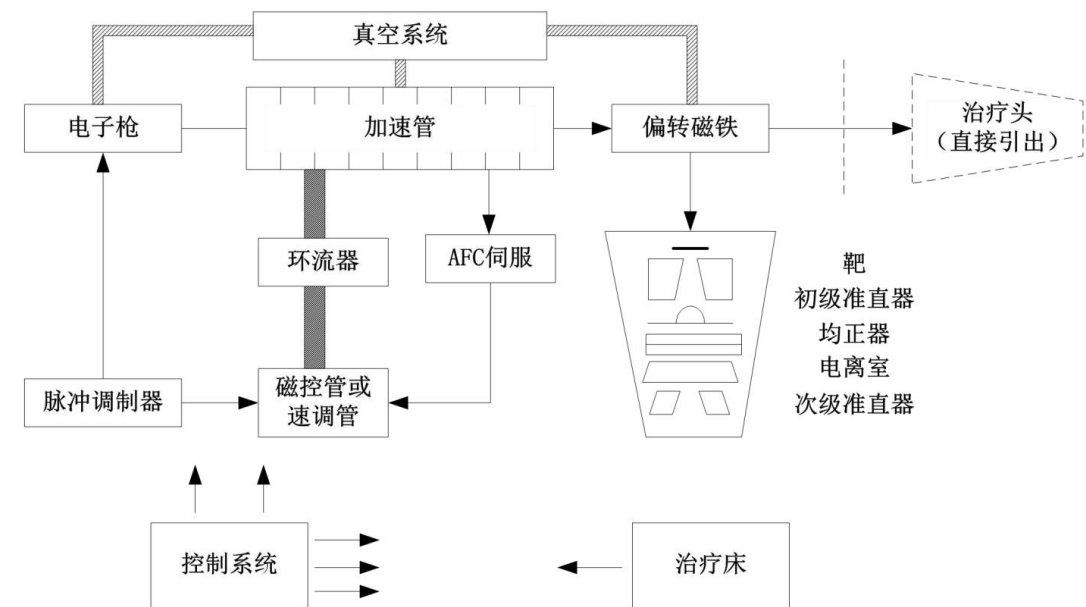 真空系统
电子枪
加速管
偏转磁铁
治疗头
（直接引出）
环流器
AFC伺服
靶
初级准直器
均正器
电离室
次级准直器
脉冲调制器
磁控管或
速调管
控制系统
治疗床